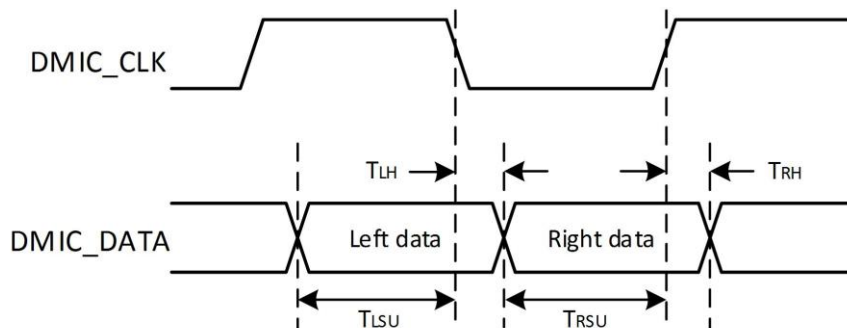 DMIC_CLK
TLH
TRH
DMIC_DATA
Left data
Right data
TLSU
TRSU